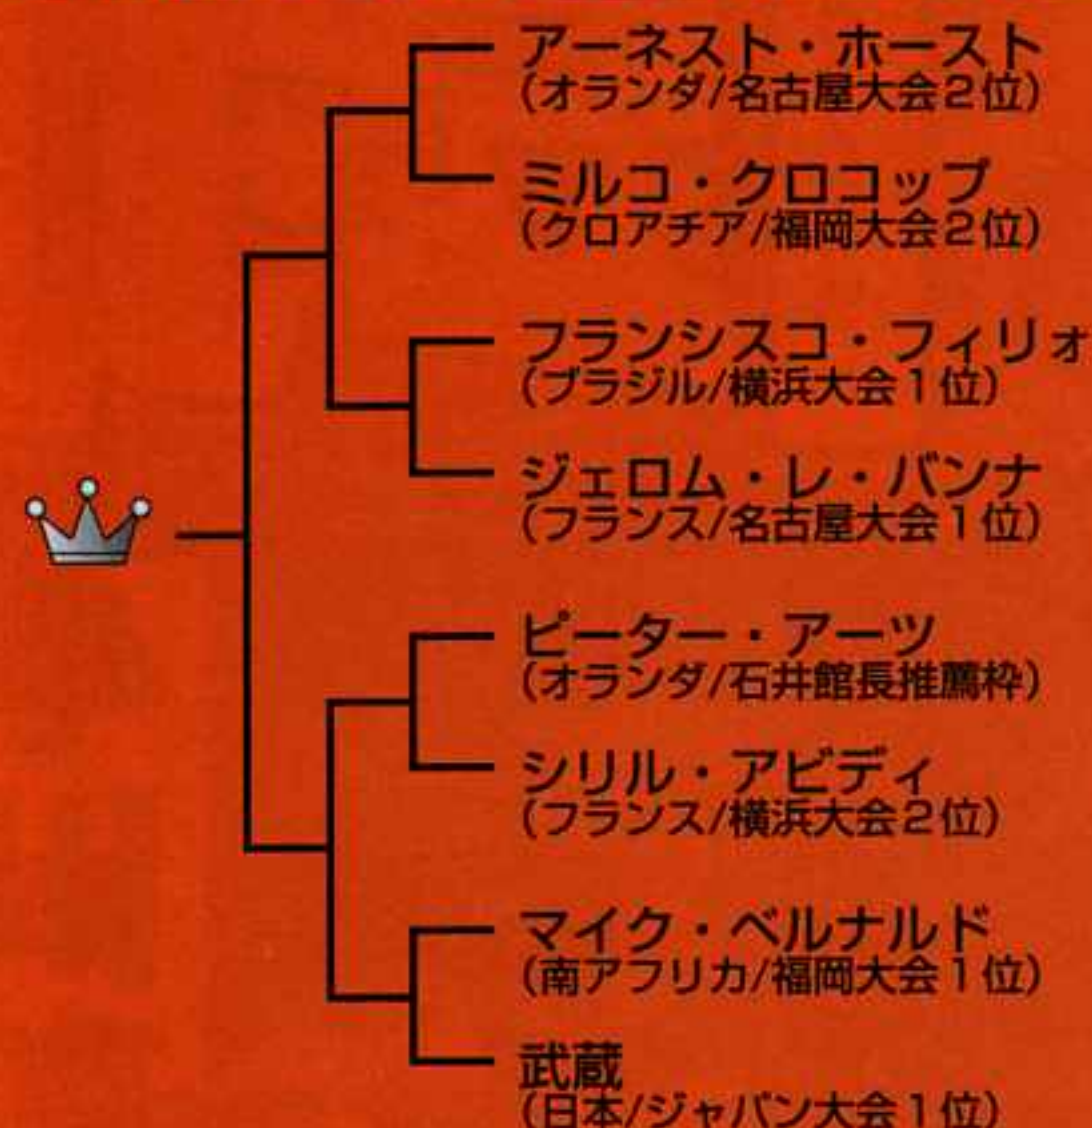 アーネスト・ホースト
(オランダ/名古屋大会2位)
ミルコ・クロコップ
(クロアチア/福岡大会2位)
フランシスコ・フィリォ
(ブラジル/横浜大会1位)
ジェロム・レ・バンナ
(フランス/名古屋大会1位)
ピーター・アーツ
(オランダ/石井館長推薦枠)
シリル・アビディ
(フランス/横浜大会2位)
マイク・ベルナルド
(南アフリカ/福岡大会1位)
武蔵
(日本/ジャパン大会1位)